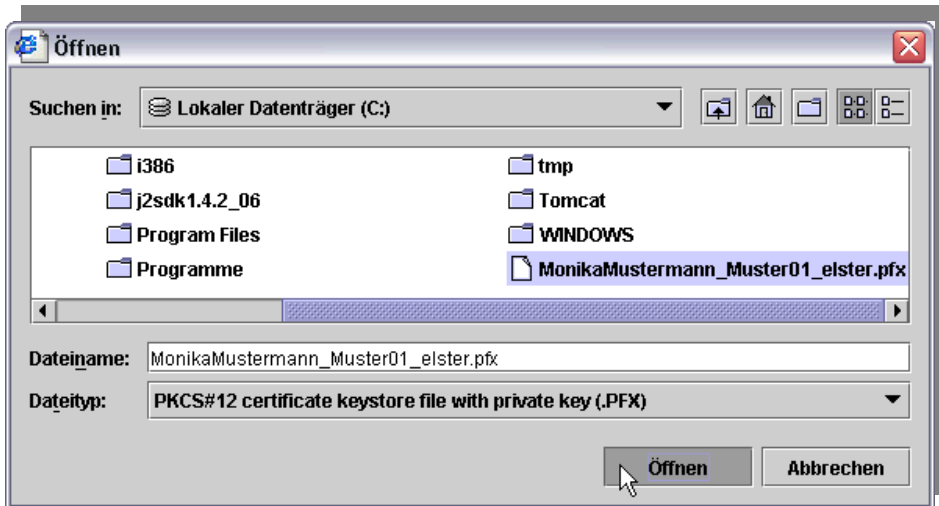 Öffnen
Suchen in: Lokaler Datenträger (C:)
i386 tmp
j2sdk1.4.2_06 Tomcat
Program Files WINDOWS
Programme MonikaMustermann_Muster01_elster.pfx
Dateiname: MonikaMustermann_Muster01_elster.pfx
Dateityp: PKCS#12 certificate keystore file with private key (.PFX)
Öffnen Abbrechen